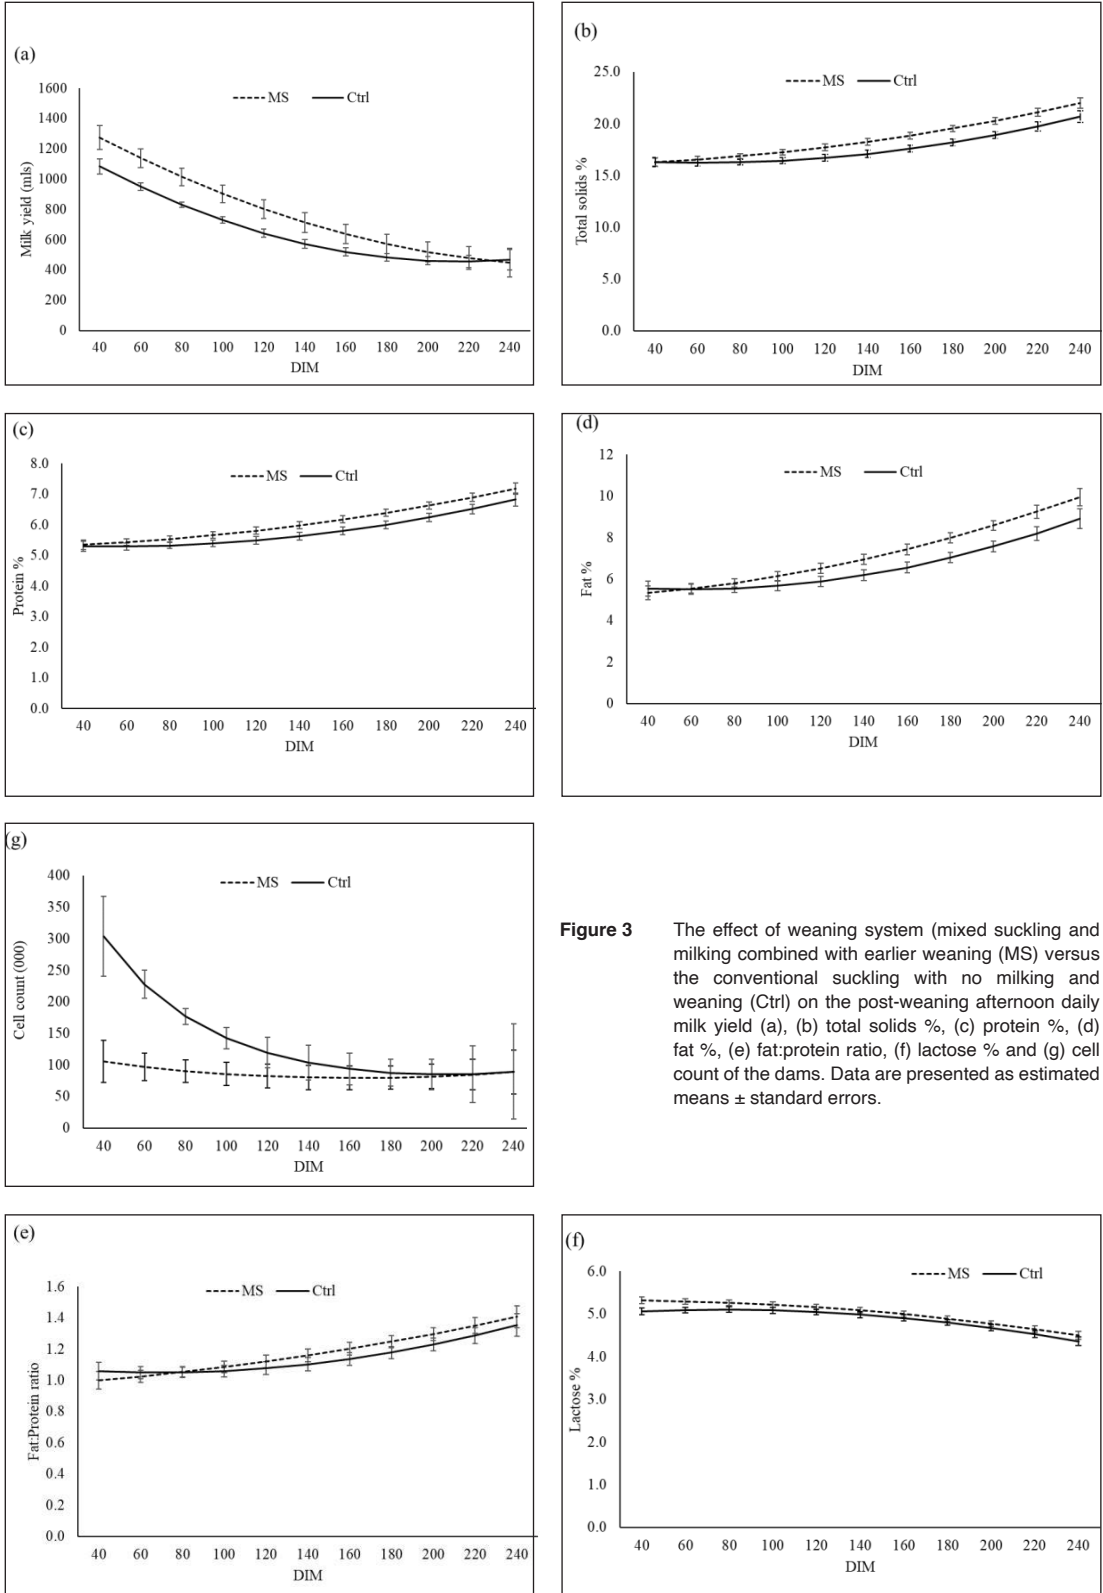 (a)
1600
1400
1200
1000
800
600
400
200
0
Milk yield (mls)
MS Ctrl
40 60 80 100 120 140 160 180 200 220 240
DIM
(b)
25.0
20.0
15.0
10.0
5.0
0.0
Total solids %
MS Ctrl
40 60 80 100 120 140 160 180 200 220 240
DIM
(c)
8.0
7.0
6.0
5.0
4.0
3.0
2.0
1.0
0.0
Protein %
MS Ctrl
40 60 80 100 120 140 160 180 200 220 240
DIM
(d)
12
10
8
6
4
2
0
Fat %
MS Ctrl
40 60 80 100 120 140 160 180 200 220 240
DIM
(g)
400
350
300
250
200
150
100
50
0
Cell count (000)
MS Ctrl
40 60 80 100 120 140 160 180 200 220 240
DIM
Figure 3 The effect of weaning system (mixed suckling and
milking combined with earlier weaning (MS) versus
the conventional suckling with no milking and
weaning (Ctrl) on the post-weaning afternoon daily
milk yield (a), (b) total solids %, (c) protein %, (d)
fat %, (e) fat:protein ratio, (f) lactose % and (g) cell
count of the dams. Data are presented as estimated
means ± standard errors.
(e)
1.6
1.4
1.2
1.0
0.8
0.6
0.4
0.2
0.0
Fat:Protein ratio
MS Ctrl
40 60 80 100 120 140 160 180 200 220 240
DIM
(f)
6.0
5.0
4.0
3.0
2.0
1.0
0.0
Lactose %
MS Ctrl
40 60 80 100 120 140 160 180 200 220 240
DIM